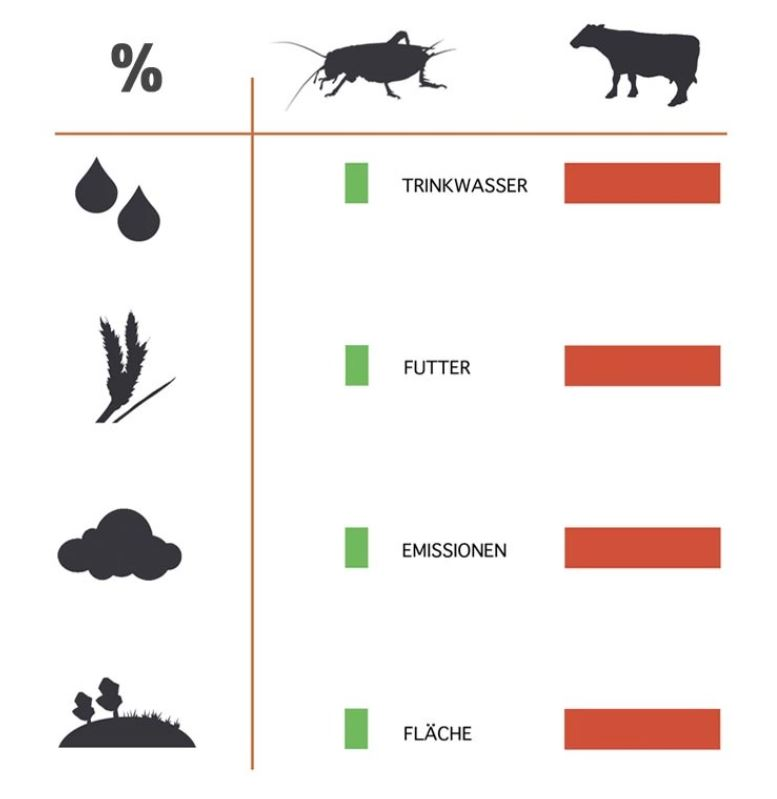 %
TRINKWASSER
FUTTER
EMISSIONEN
FLÄCHE